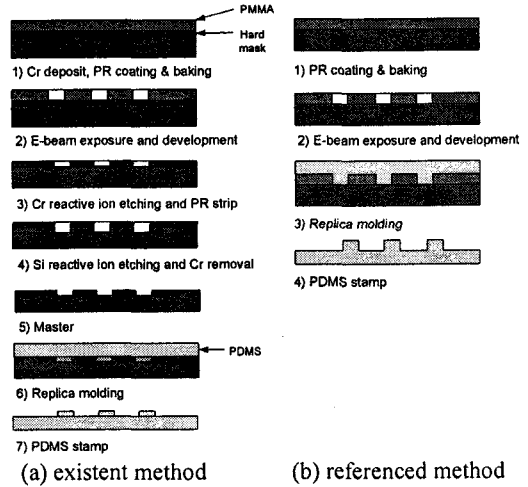 PMMA
Hard
mask
1) Cr deposit, PR coating & baking
2) E-beam exposure and development
3) Cr reactive ion etching and PR strip
4) Si reactive ion etching and Cr removal
5) Master
PDMS
6) Replica molding
7) PDMS stamp
(a) existent method
1) PR coating & baking
2) E-beam exposure and development
3) Replica molding
4) PDMS stamp
(b) referenced method